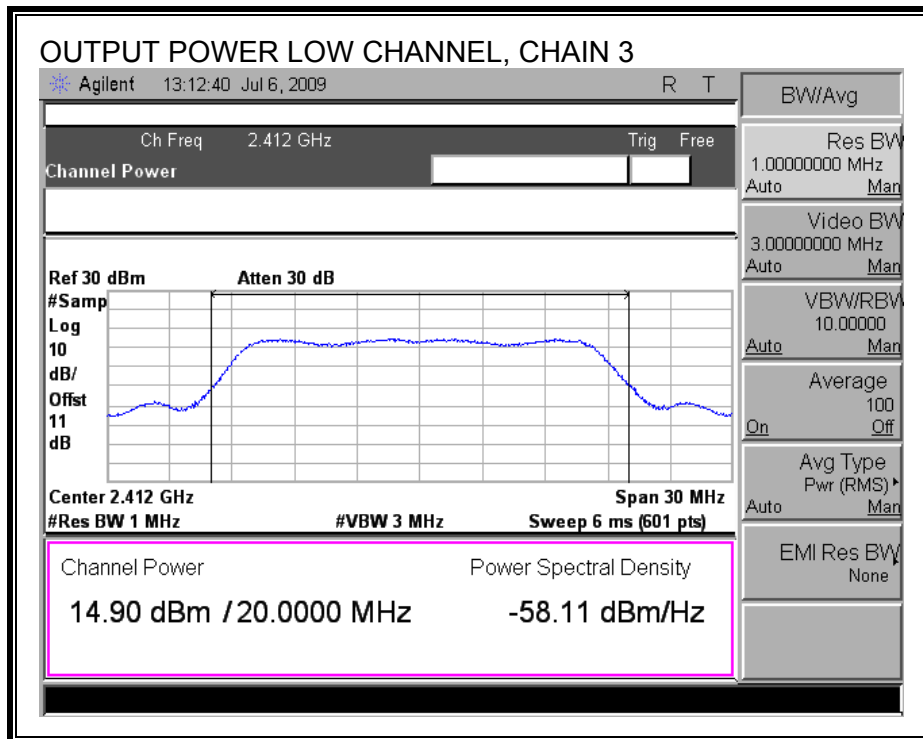 OUTPUT POWER LOW CHANNEL, CHAIN 3
Agilent 13:12:40 Jul 6, 2009 R T
Ch Freq 2.412 GHz Trig Free
Channel Power
Ref 30 dBm Atten 30 dB
#Samp
Log
10
dB/
Offst
11
dB
Center 2.412 GHz Span 30 MHz
#Res BW 1 MHz #VBW 3 MHz Sweep 6 ms (601 pts)
Channel Power Power Spectral Density
14.90 dBm / 20.0000 MHz -58.11 dBm/Hz
BW/Avg
Res BW
1.00000000 MHz
Auto Man
Video BW
3.00000000 MHz
Auto Man
VBW/RBW
10.00000
Auto Man
Average
100
On Off
Avg Type
Pwr (RMS)
Auto Man
EMI Res BW
None